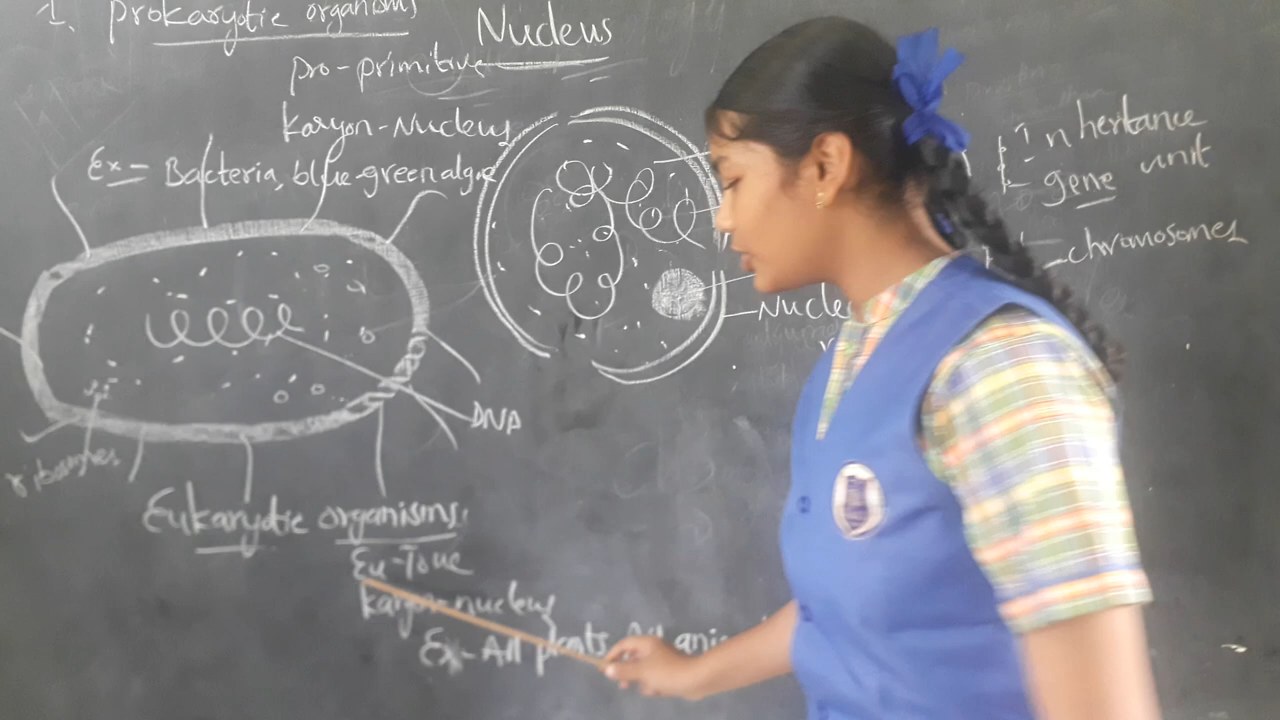 1. Prokaryotic organisms
Nucleus
pro-primitive
karyon-Nucleus
Ex= Bacteria, blue-green algae
Inhertance
unit
gene
chromosomes
Nucle
DNA
ribosomes
Eukaryotic organisms:
Eu-True
karyon-nucleus
Ex-All plants, All ani